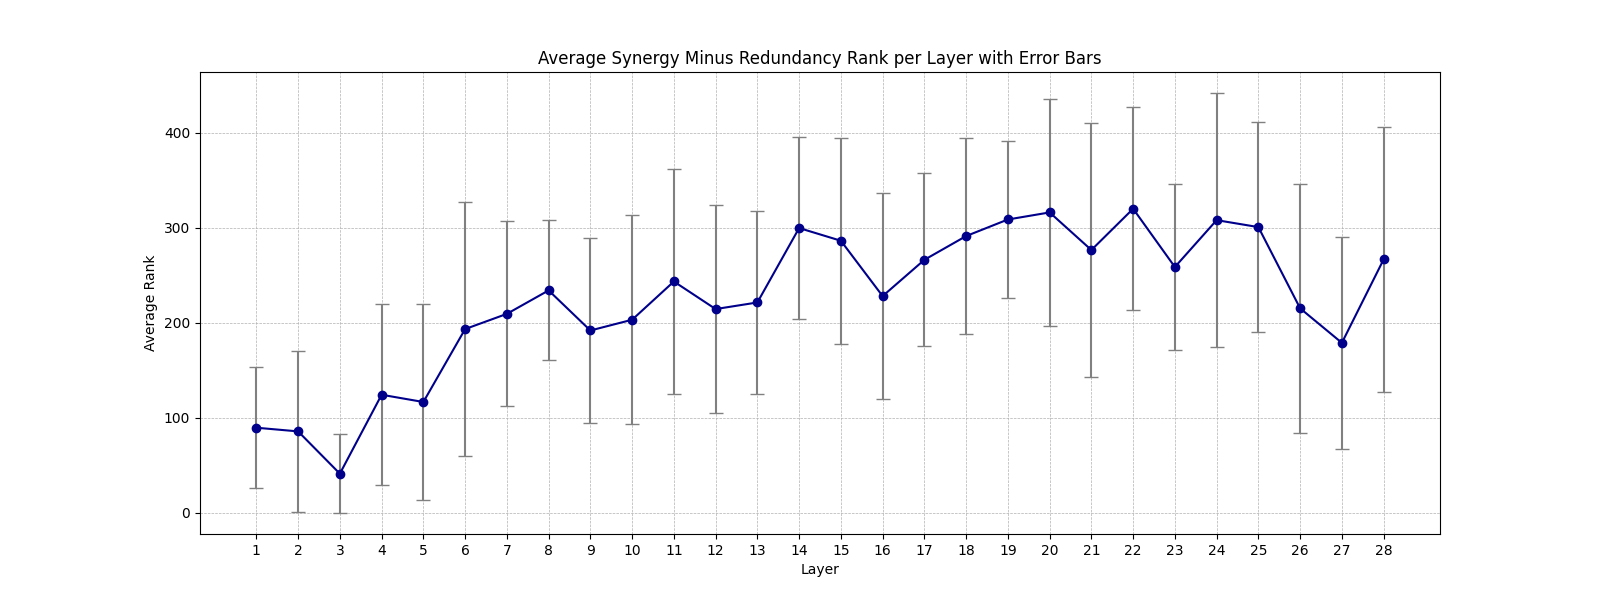 Average Synergy Minus Redundancy Rank per Layer with Error Bars
Average Rank
400
300
200
100
0
1 2 3 4 5 6 7 8 9 10 11 12 13 14 15 16 17 18 19 20 21 22 23 24 25 26 27 28
Layer